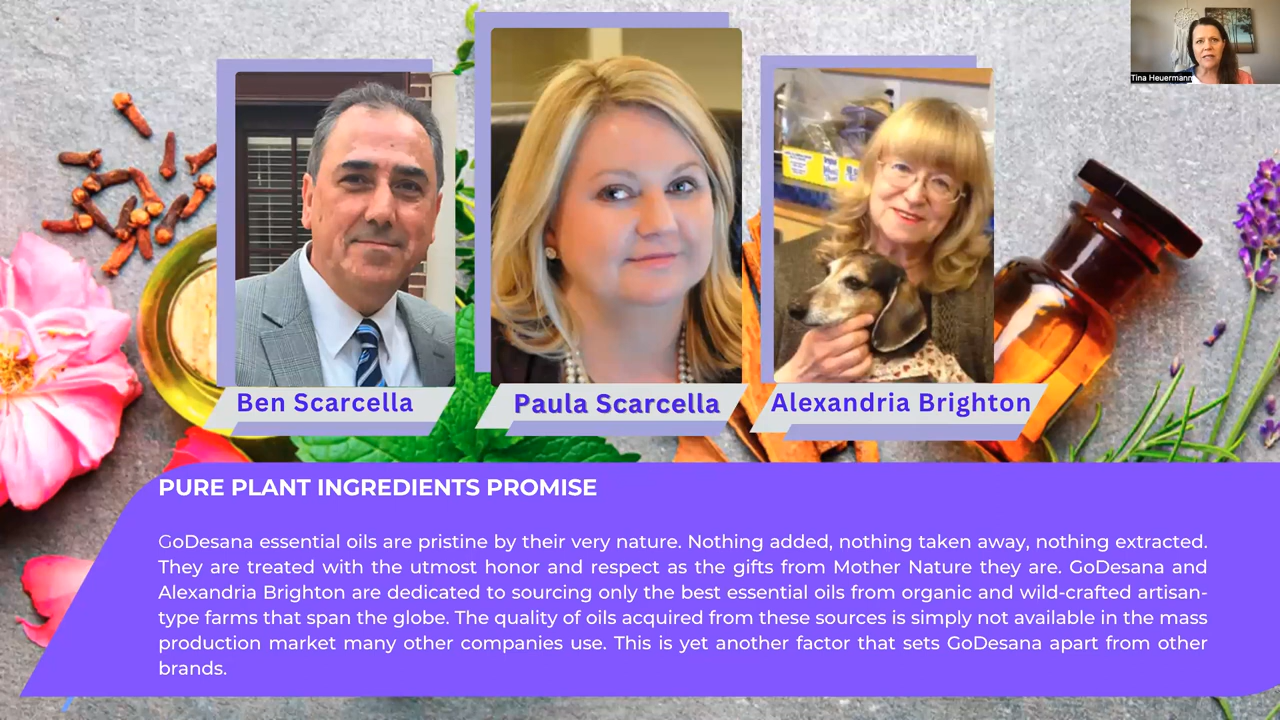 Tina Heuermann
Ben Scarcella
Paula Scarcella
Alexandria Brighton
PURE PLANT INGREDIENTS PROMISE
GoDesana essential oils are pristine by their very nature. Nothing added, nothing taken away, nothing extracted.
They are treated with the utmost honor and respect as the gifts from Mother Nature they are. GoDesana and
Alexandria Brighton are dedicated to sourcing only the best essential oils from organic and wild-crafted artisan-
type farms that span the globe. The quality of oils acquired from these sources is simply not available in the mass
production market many other companies use. This is yet another factor that sets GoDesana apart from other
brands.